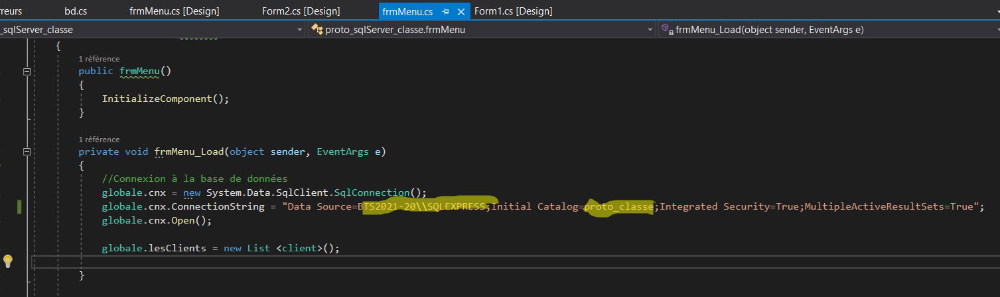 reurs bd.cs frmMenu.cs [Design] Form2.cs [Design] frmMenu.cs Form1.cs [Design]
_sqlServer_classe proto_sqlServer_classe.frmMenu frmMenu_Load(object sender, EventArgs e)
{
1 référence
public frmMenu()
{
InitializeComponent();
}
1 référence
private void frmMenu_Load(object sender, EventArgs e)
{
//Connexion à la base de données
globale.cnx = new System.Data.SqlClient.SqlConnection();
globale.cnx.ConnectionString = "Data Source=BTS2021-20\\SQLEXPRESS;Initial Catalog=proto_classe;Integrated Security=True;MultipleActiveResultSets=True";
globale.cnx.Open();
globale.lesClients = new List <client>();
}